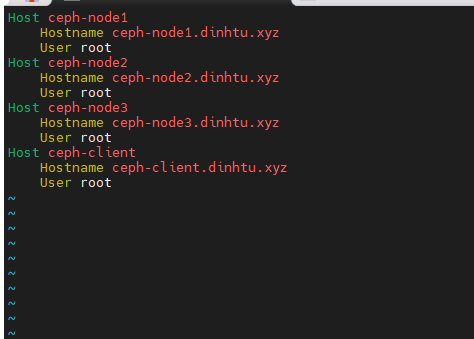 Host ceph-node1
    Hostname ceph-node1.dinhtu.xyz
    User root
Host ceph-node2
    Hostname ceph-node2.dinhtu.xyz
    User root
Host ceph-node3
    Hostname ceph-node3.dinhtu.xyz
    User root
Host ceph-client
    Hostname ceph-client.dinhtu.xyz
    User root
~
~
~
~
~
~
~
~
~
~